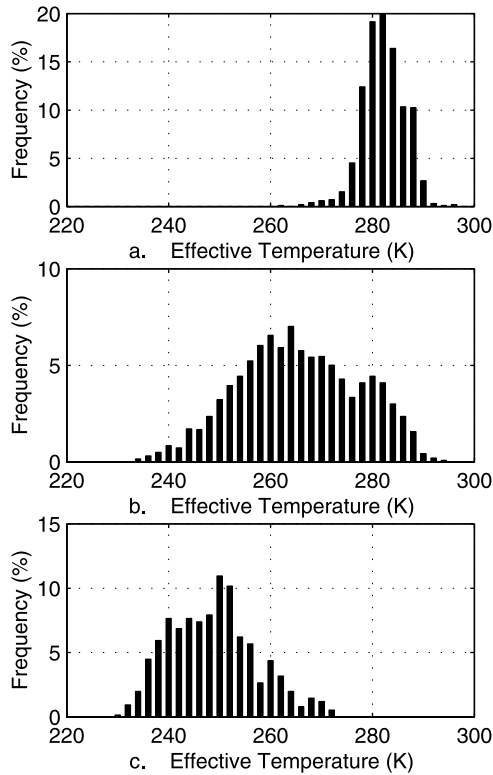 20
15
10
5
0
Frequency (%)
220 240 260 280 300
a. Effective Temperature (K)
10
5
0
Frequency (%)
220 240 260 280 300
b. Effective Temperature (K)
15
10
5
0
Frequency (%)
220 240 260 280 300
c. Effective Temperature (K)